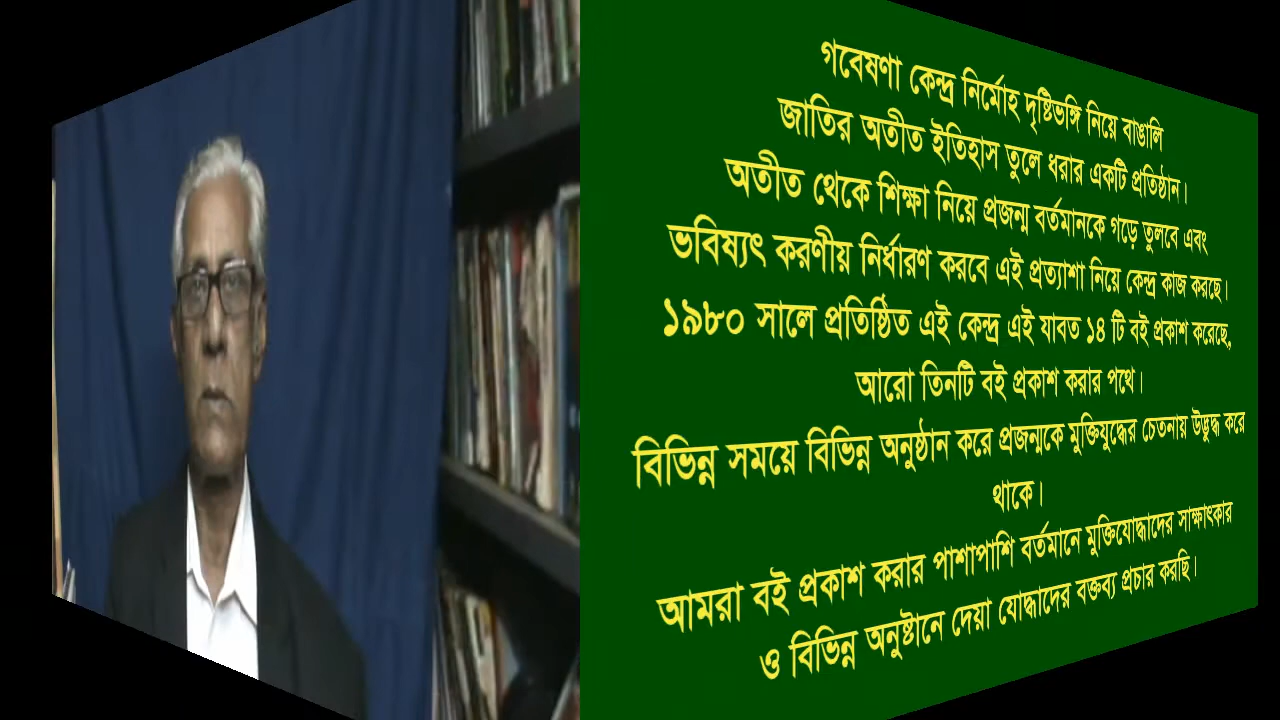 গবেষণা কেন্দ্র নির্মোহ দৃষ্টিভঙ্গি নিয়ে বাঙালি
জাতির অতীত ইতিহাস তুলে ধরার একটি প্রতিষ্ঠান।
অতীত থেকে শিক্ষা নিয়ে প্রজন্ম বর্তমানকে গড়ে তুলবে এবং
ভবিষ্যৎ করণীয় নির্ধারণ করবে এই প্রত্যাশা নিয়ে কেন্দ্র কাজ করছে।
১৯৮০ সালে প্রতিষ্ঠিত এই কেন্দ্র এই যাবত ১৪ টি বই প্রকাশ করেছে,
আরো তিনটি বই প্রকাশ করার পথে।
বিভিন্ন সময়ে বিভিন্ন অনুষ্ঠান করে প্রজন্মকে মুক্তিযুদ্ধের চেতনায় উদ্ভুদ্ধ করে
থাকে।
আমরা বই প্রকাশ করার পাশাপাশি বর্তমানে মুক্তিযোদ্ধাদের সাক্ষাৎকার
ও বিভিন্ন অনুষ্টানে দেয়া যোদ্ধাদের বক্তব্য প্রচার করছি।